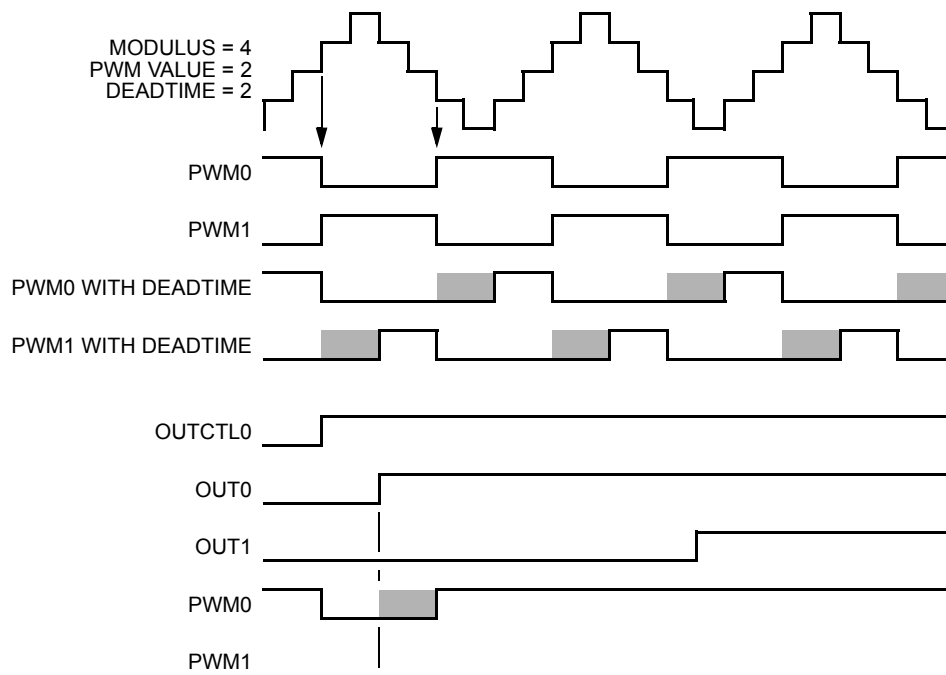 MODULUS = 4
PWM VALUE = 2
DEADTIME = 2
PWM0
PWM1
PWM0 WITH DEADTIME
PWM1 WITH DEADTIME
OUTCTL0
OUT0
OUT1
PWM0
PWM1